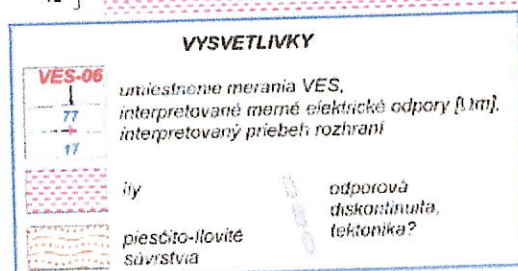 12
VYSVETLIVKY
VES-06
umiestnenie merania VES,
77
interpretované merné elektrické odpory [Ωm],
interpretovaný priebeh rozhraní
17
íly
odporová
diskontinuita,
tektonika?
piesčito-ílovité
súvrstvia